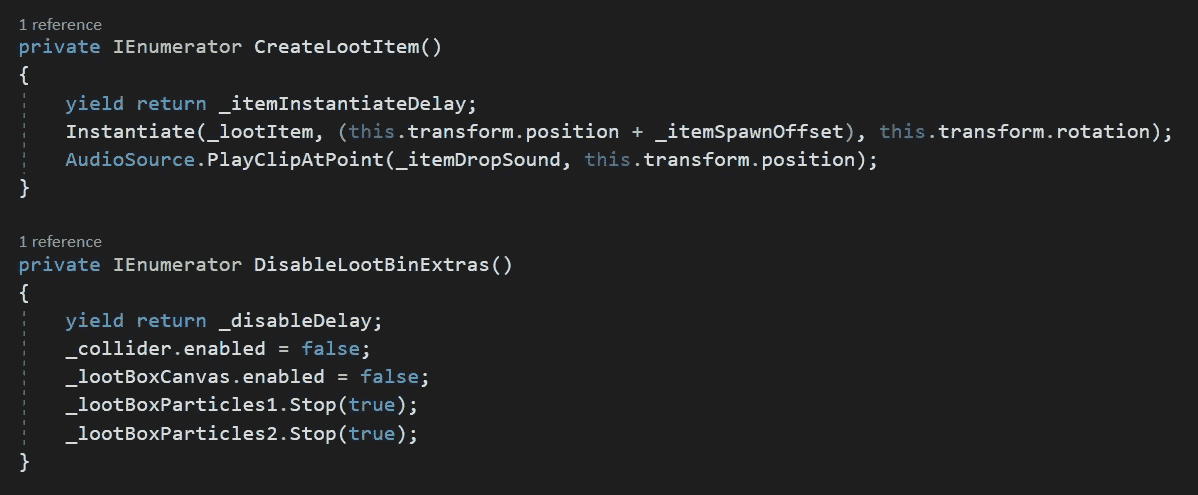 1 reference
private IEnumerator CreateLootItem()
{
    yield return _itemInstantiateDelay;
    Instantiate(_lootItem, (this.transform.position + _itemSpawnOffset), this.transform.rotation);
    AudioSource.PlayClipAtPoint(_itemDropSound, this.transform.position);
}
1 reference
private IEnumerator DisableLootBinExtras()
{
    yield return _disableDelay;
    _collider.enabled = false;
    _lootBoxCanvas.enabled = false;
    _lootBoxParticles1.Stop(true);
    _lootBoxParticles2.Stop(true);
}